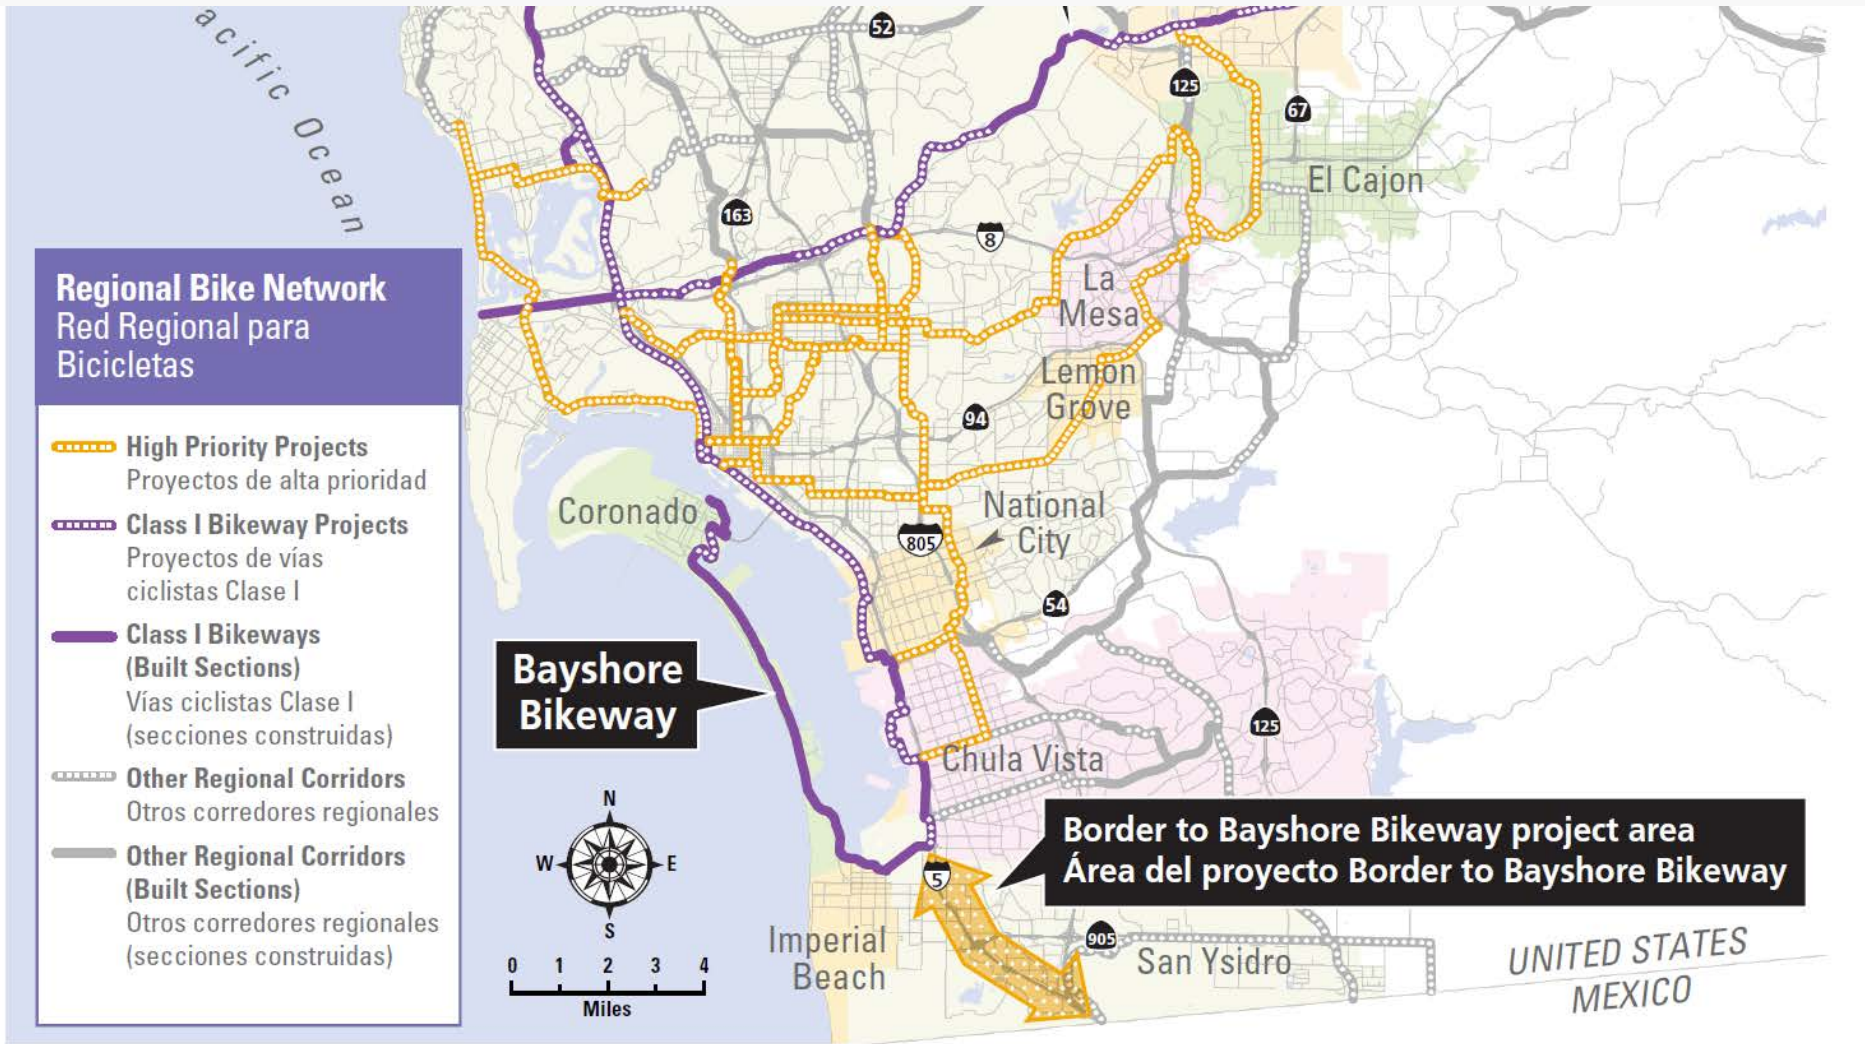 acific Ocean
52
125
67
El Cajon
163
8
La
Mesa
Regional Bike Network
Red Regional para
Bicicletas
Lemon
Grove
94
High Priority Projects
Proyectos de alta prioridad
Class I Bikeway Projects
Proyectos de vías
ciclistas Clase I
Class I Bikeways
(Built Sections)
Vías ciclistas Clase I
(secciones construidas)
Other Regional Corridors
Otros corredores regionales
Other Regional Corridors
(Built Sections)
Otros corredores regionales
(secciones construidas)
Coronado
National
City
805
54
Bayshore
Bikeway
125
Chula Vista
N
W E
S
0 1 2 3 4
Miles
Border to Bayshore Bikeway project area
Área del proyecto Border to Bayshore Bikeway
5
Imperial
Beach
905
San Ysidro
UNITED STATES
MEXICO